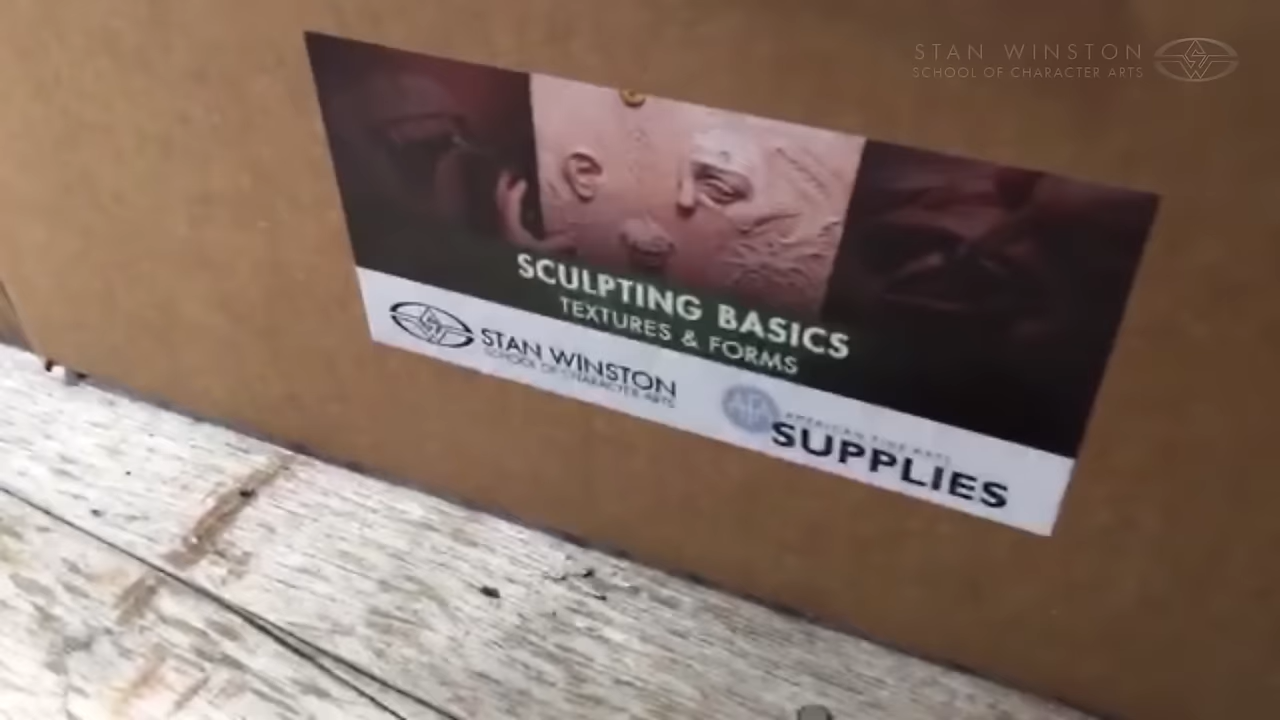 STAN WINSTON
SCHOOL OF CHARACTER ARTS
SCULPTING BASICS
TEXTURES & FORMS
STAN WINSTON
SCHOOL OF CHARACTER ARTS
AFA
AMERICAN FINE ARTS
SUPPLIES